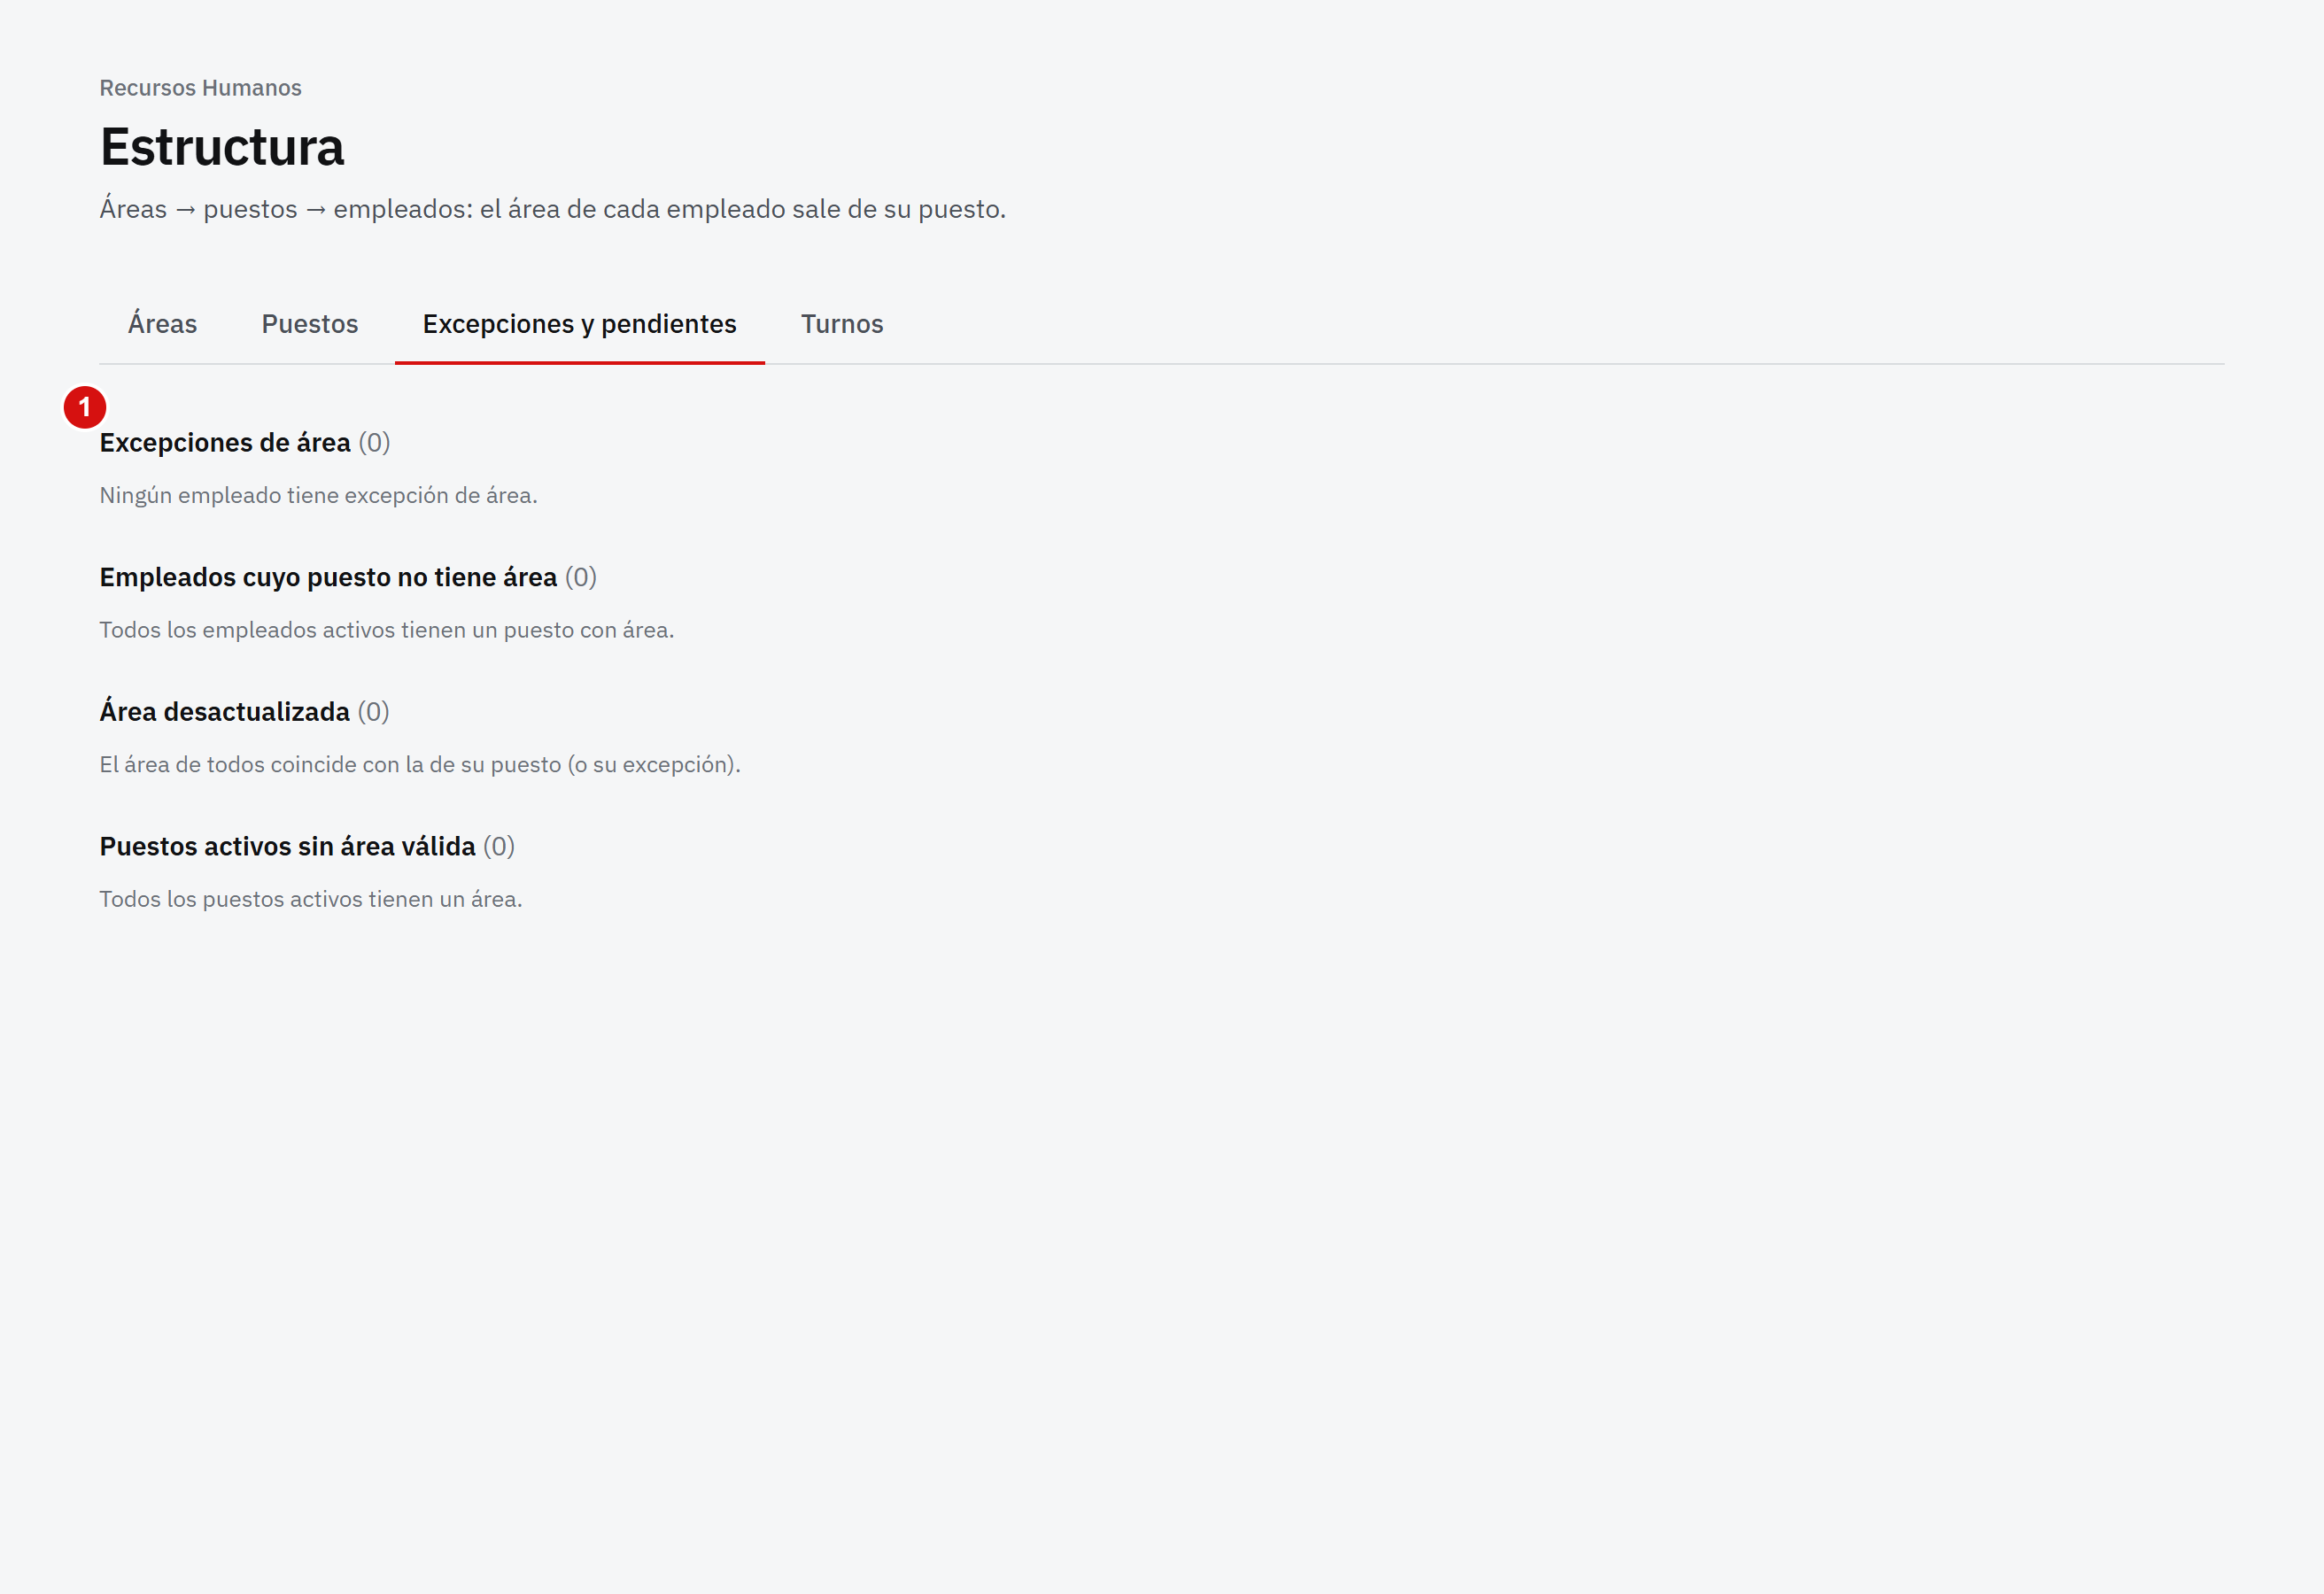 Recursos Humanos
Estructura
Áreas → puestos → empleados: el área de cada empleado sale de su puesto.
Áreas Puestos Excepciones y pendientes Turnos
1
Excepciones de área (0)
Ningún empleado tiene excepción de área.
Empleados cuyo puesto no tiene área (0)
Todos los empleados activos tienen un puesto con área.
Área desactualizada (0)
El área de todos coincide con la de su puesto (o su excepción).
Puestos activos sin área válida (0)
Todos los puestos activos tienen un área.